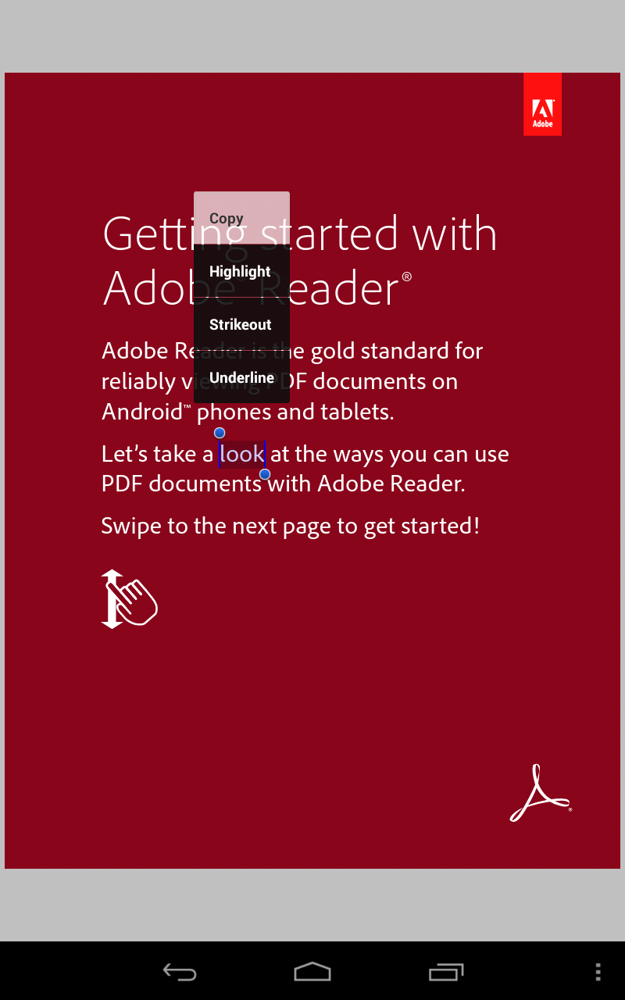 Adobe
Copy
Getting started with
Highlight
Adobe® Reader®
Strikeout
Adobe Reader is the gold standard for
Underline
reliably viewing PDF documents on
Android™ phones and tablets.
Let’s take a look at the ways you can use
PDF documents with Adobe Reader.
Swipe to the next page to get started!